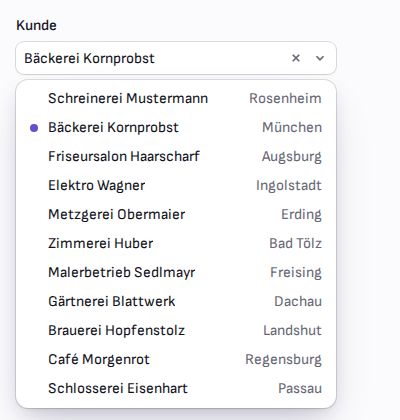 Kunde
Bäckerei Kornprobst
Schreinerei Mustermann Rosenheim
Bäckerei Kornprobst München
Friseursalon Haarscharf Augsburg
Elektro Wagner Ingolstadt
Metzgerei Obermaier Erding
Zimmerei Huber Bad Tölz
Malerbetrieb Sedlmayr Freising
Gärtnerei Blattwerk Dachau
Brauerei Hopfenstolz Landshut
Café Morgenrot Regensburg
Schlosserei Eisenhart Passau